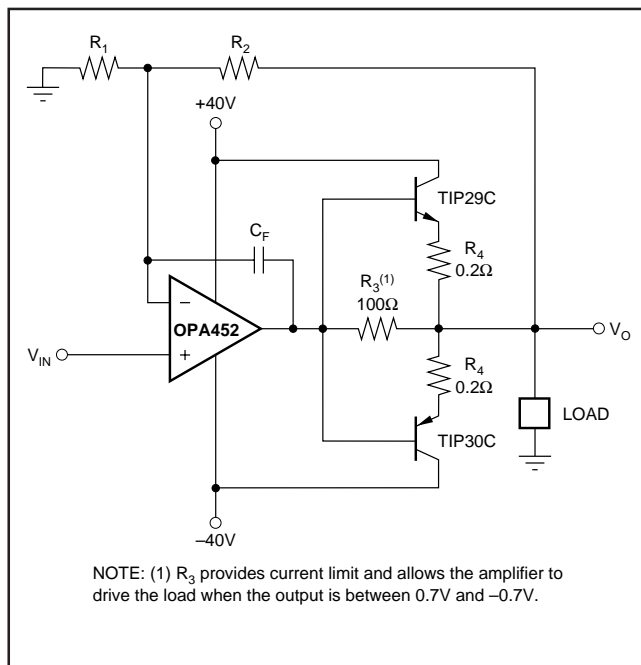 R1
R2
+40V
TIP29C
CF
R4
0.2Ω
R3(1)
100Ω
–
OPA452
+
VIN
VO
R4
0.2Ω
LOAD
TIP30C
–40V
NOTE: (1) R3 provides current limit and allows the amplifier to
drive the load when the output is between 0.7V and –0.7V.